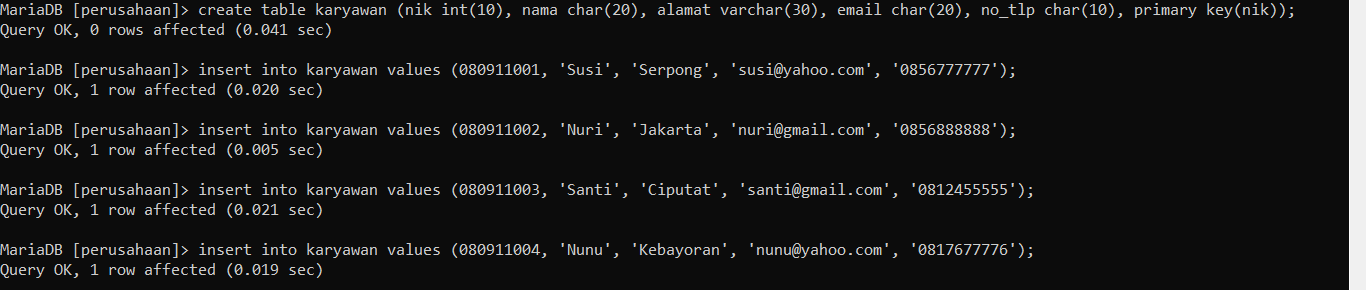 MariaDB [perusahaan]> create table karyawan (nik int(10), nama char(20), alamat varchar(30), email char(20), no_tlp char(10), primary key(nik));
Query OK, 0 rows affected (0.041 sec)
MariaDB [perusahaan]> insert into karyawan values (080911001, 'Susi', 'Serpong', 'susi@yahoo.com', '0856777777');
Query OK, 1 row affected (0.020 sec)
MariaDB [perusahaan]> insert into karyawan values (080911002, 'Nuri', 'Jakarta', 'nuri@gmail.com', '0856888888');
Query OK, 1 row affected (0.005 sec)
MariaDB [perusahaan]> insert into karyawan values (080911003, 'Santi', 'Ciputat', 'santi@gmail.com', '0812455555');
Query OK, 1 row affected (0.021 sec)
MariaDB [perusahaan]> insert into karyawan values (080911004, 'Nunu', 'Kebayoran', 'nunu@yahoo.com', '0817677776');
Query OK, 1 row affected (0.019 sec)